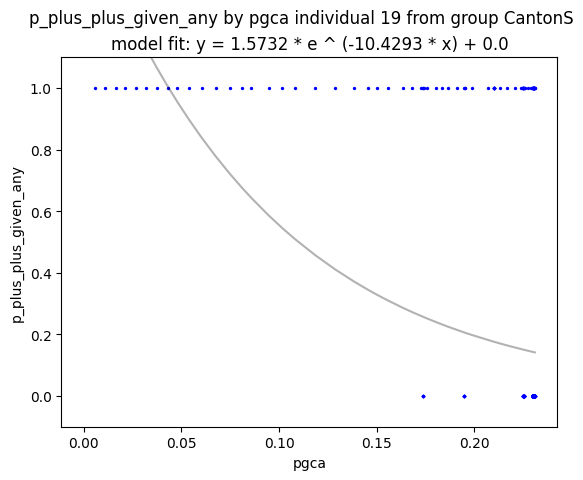 p_plus_plus_given_any by pgca individual 19 from group CantonS
model fit: y = 1.5732 * e ^ (-10.4293 * x) + 0.0
1.0
0.8
0.6
0.4
0.2
0.0
p_plus_plus_given_any
0.00 0.05 0.10 0.15 0.20
pgca